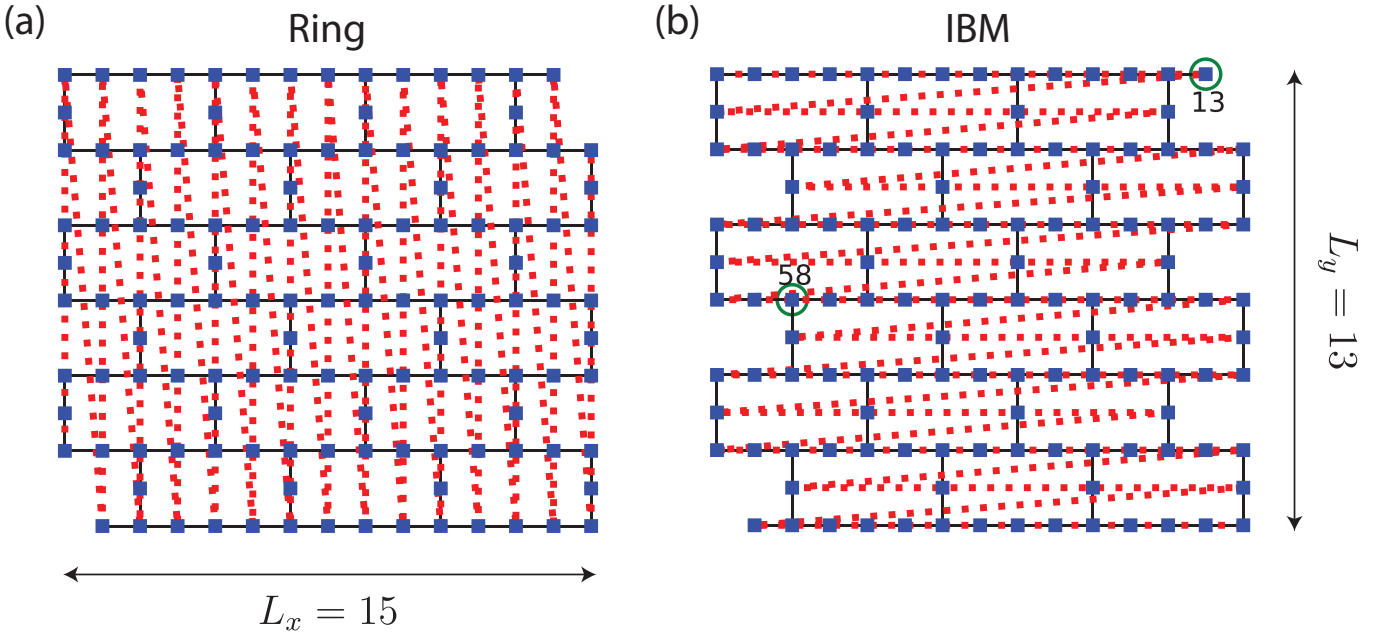 (a)
Ring
(b)
IBM
13
58
L_y = 13
L_x = 15